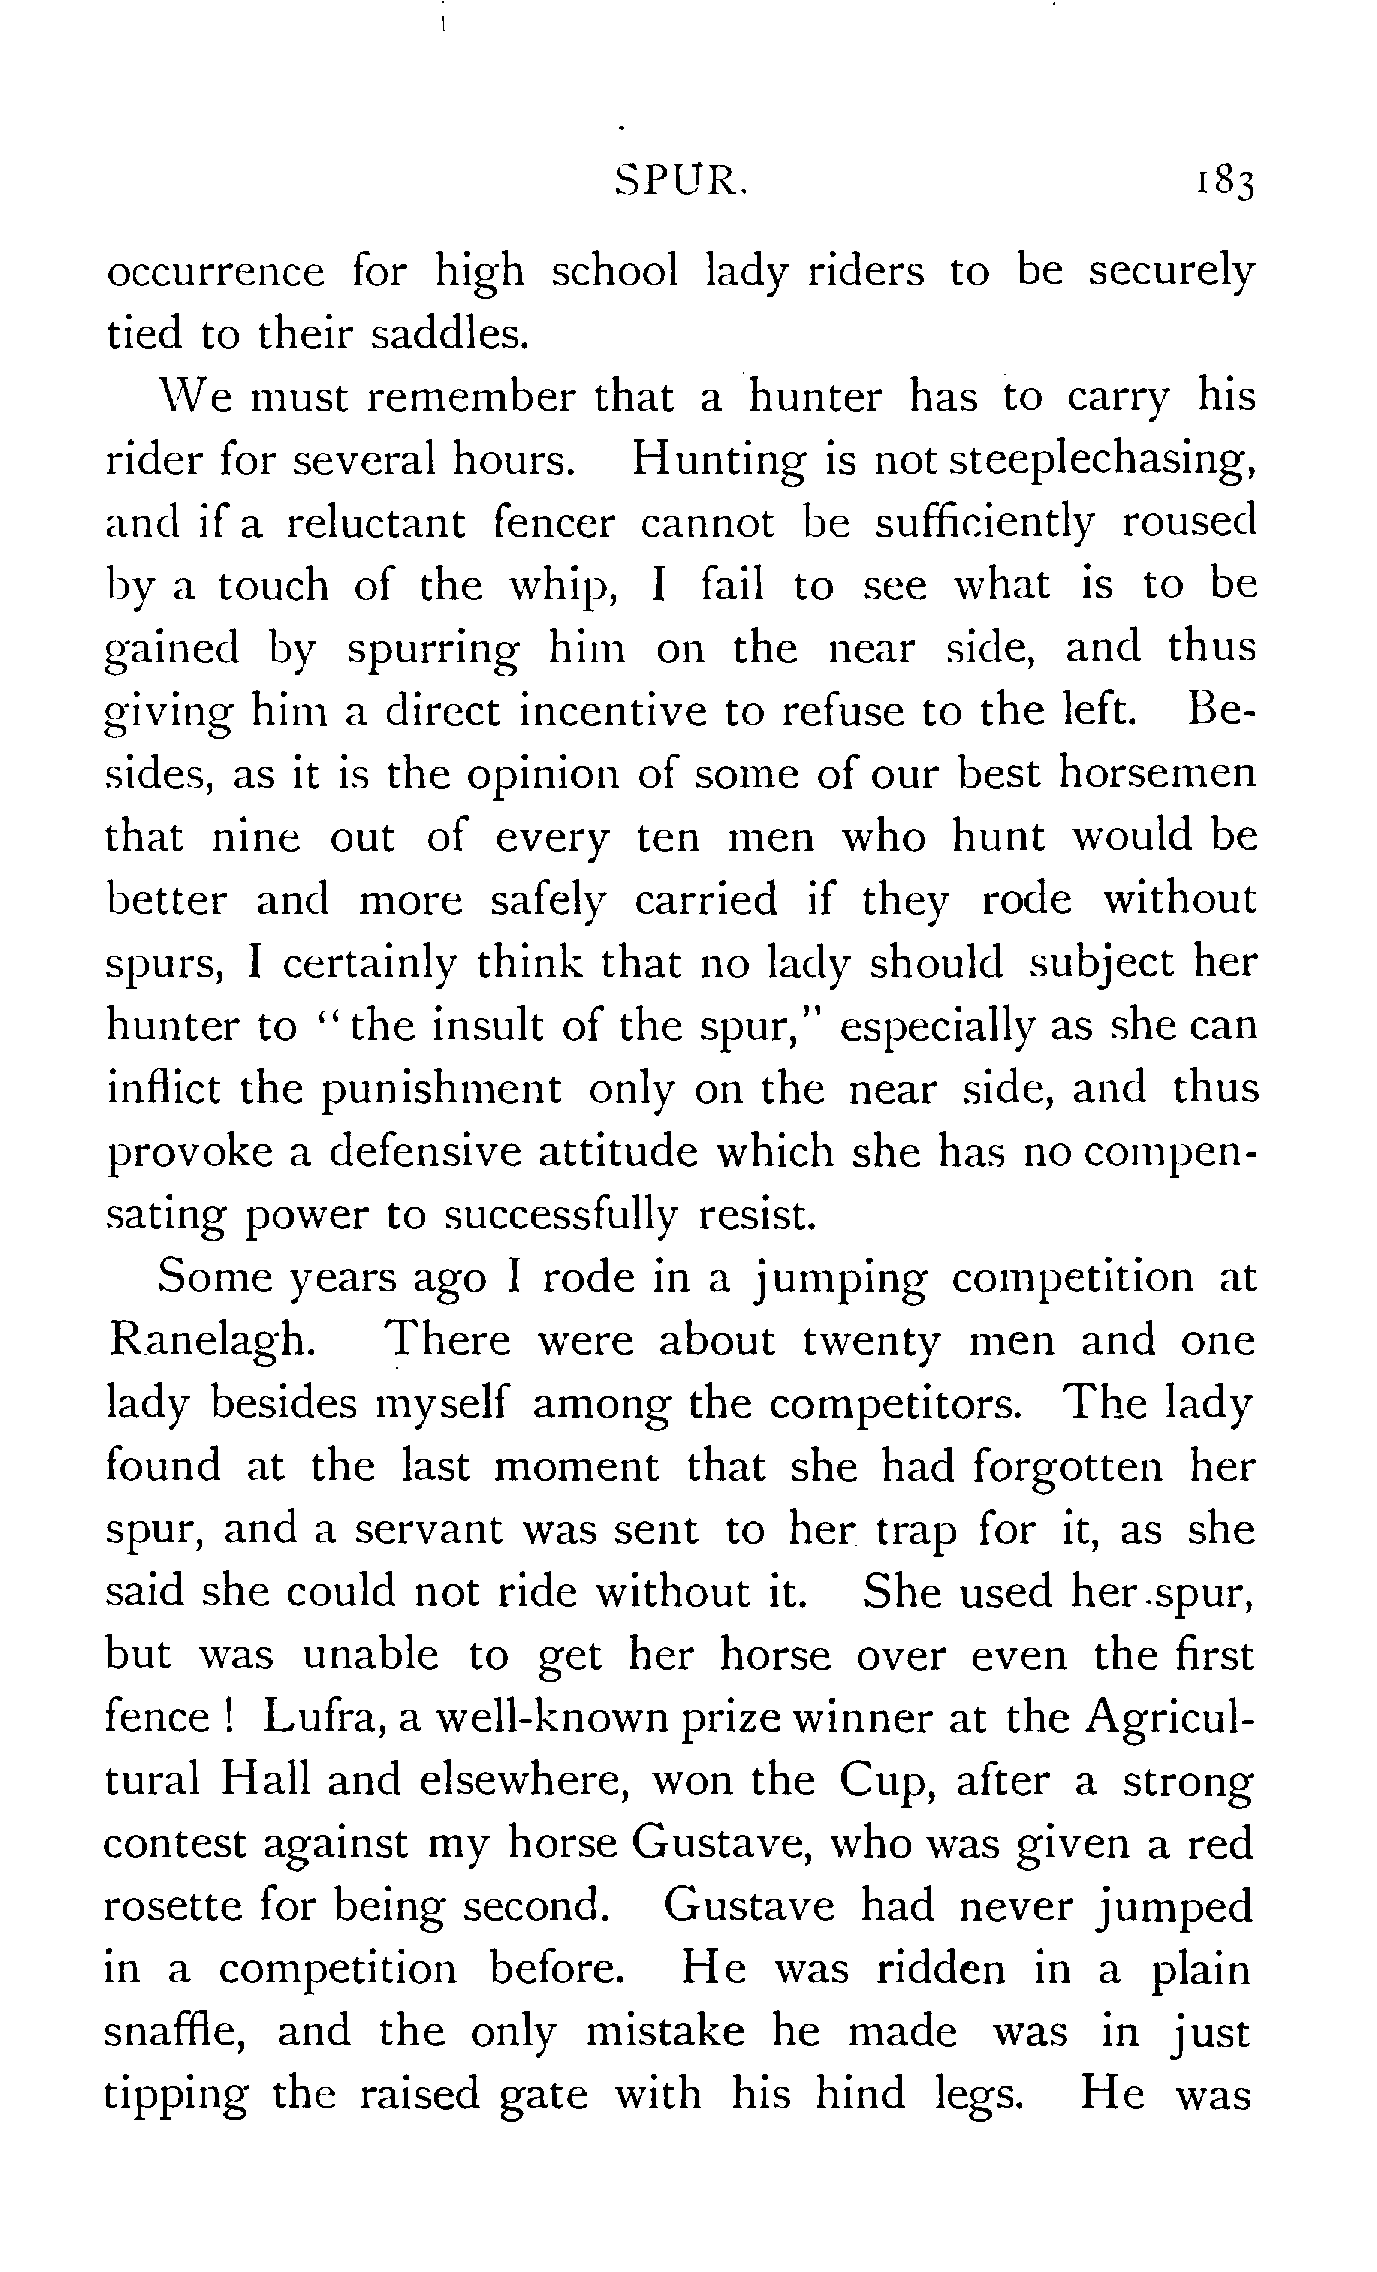 SPUR. 183
occurrence for high school lady riders to be securely
tied to their saddles.
We must remember that a hunter has to carry his
rider for several hours. Hunting is not steeplechasing,
and if a reluctant fencer cannot be sufficiently roused
by a touch of the whip, I fail to see what is to be
gained by spurring him on the near side, and thus
giving him a direct incentive to refuse to the left. Be-
sides, as it is the opinion of some of our best horsemen
that nine out of every ten men who hunt would be
better and more safely carried if they rode without
spurs, I certainly think that no lady should subject her
hunter to "the insult of the spur," especially as she can
inflict the punishment only on the near side, and thus
provoke a defensive attitude which she has no compen-
sating power to successfully resist.
Some years ago I rode in a jumping competition at
Ranelagh. There were about twenty men and one
lady besides myself among the competitors. The lady
found at the last moment that she had forgotten her
spur, and a servant was sent to her trap for it, as she
said she could not ride without it. She used her spur,
but was unable to get her horse over even the first
fence! Lufra, a well-known prize winner at the Agricul-
tural Hall and elsewhere, won the Cup, after a strong
contest against my horse Gustave, who was given a red
rosette for being second. Gustave had never jumped
in a competition before. He was ridden in a plain
snaffle, and the only mistake he made was in just
tipping the raised gate with his hind legs. He was